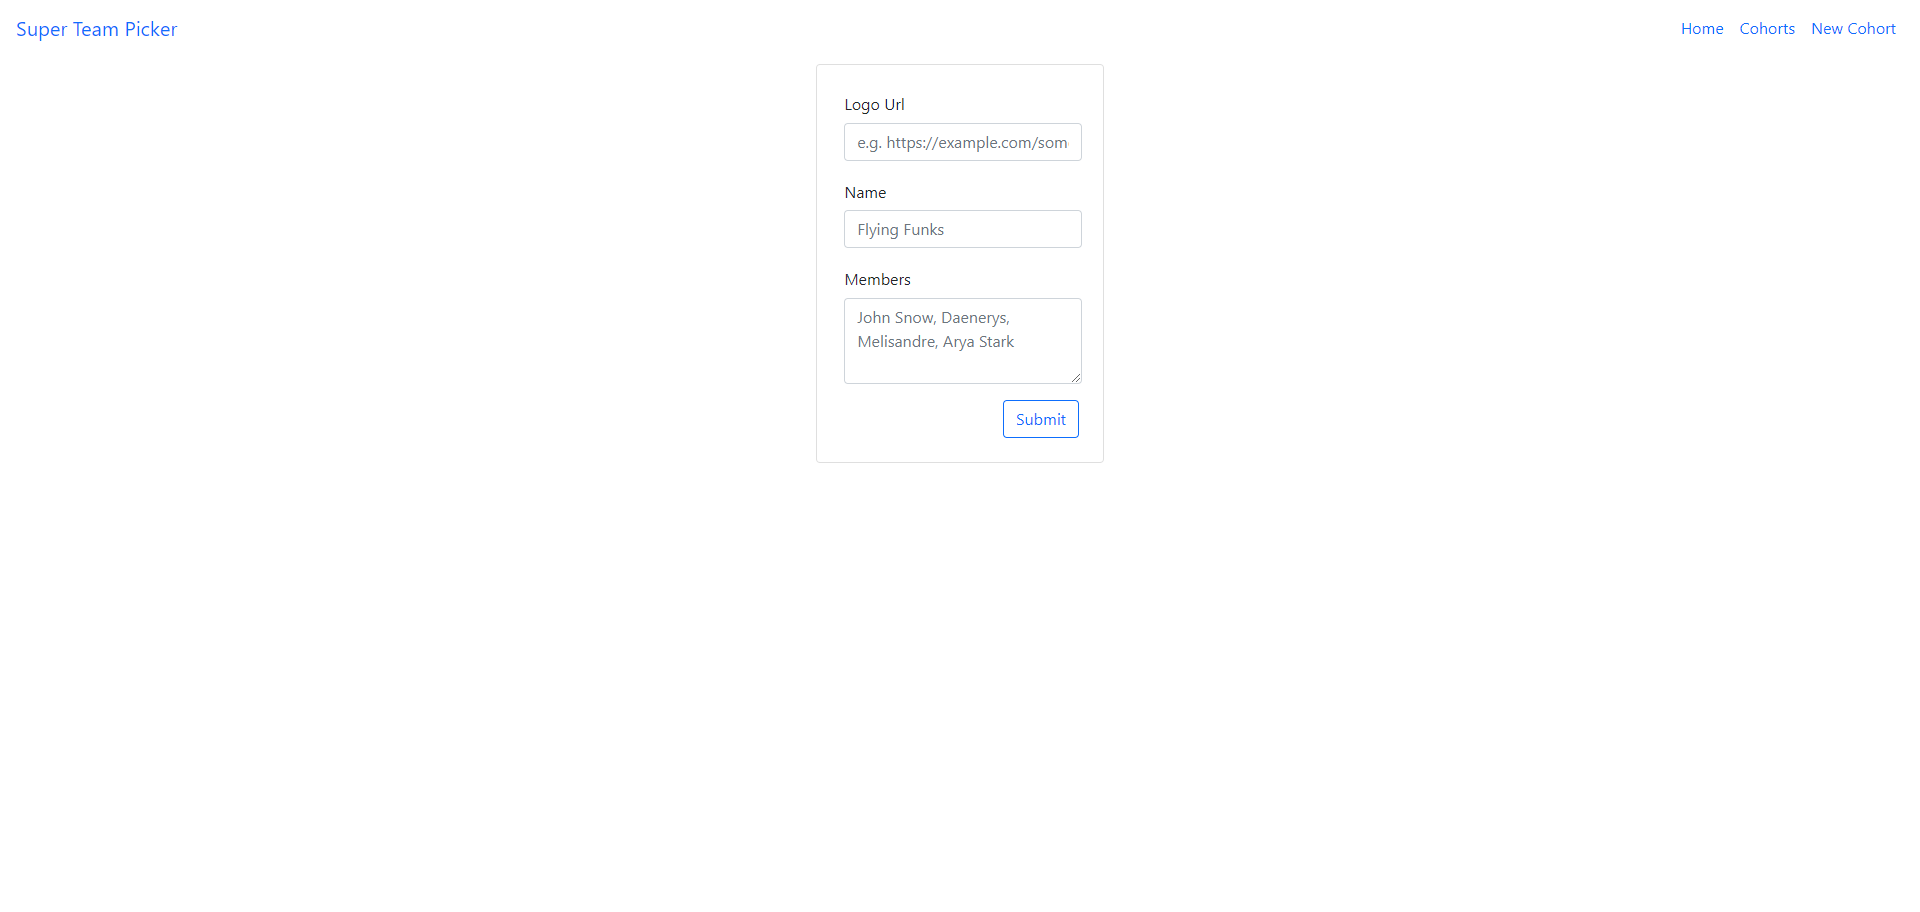 Super Team Picker
Home Cohorts New Cohort
Logo Url
e.g. https://example.com/som
Name
Flying Funks
Members
John Snow, Daenerys,
Melisandre, Arya Stark
Submit